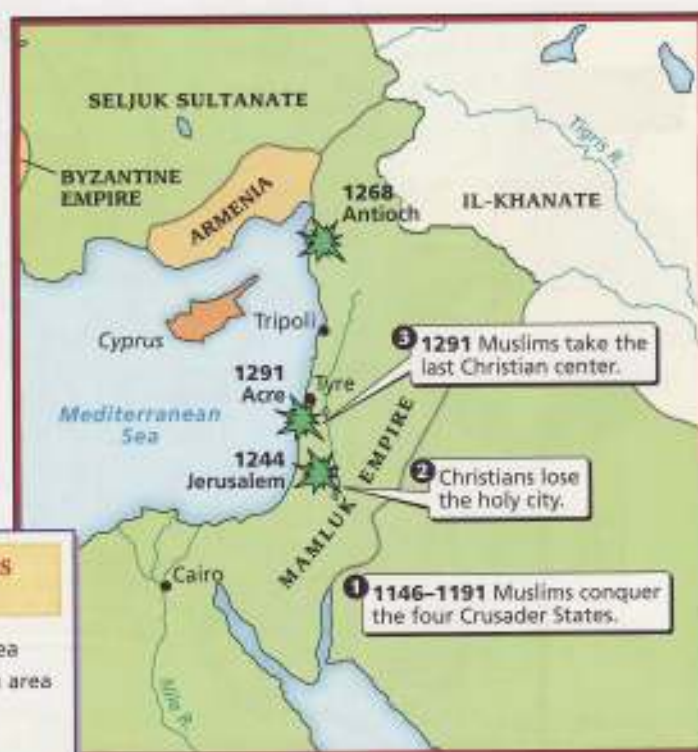 SELJUK SULTANATE
BYZANTINE
EMPIRE
ARMENIA
1268
Antioch
IL-KHANATE
Tigris R.
Cyprus
Tripoli
3 1291 Muslims take the
last Christian center.
1291
Acre
Tyre
Mediterranean
Sea
1244
Jerusalem
MAMLUK EMPIRE
2 Christians lose
the holy city.
Cairo
1 1146–1191 Muslims conquer
the four Crusader States.
Nile R.
area